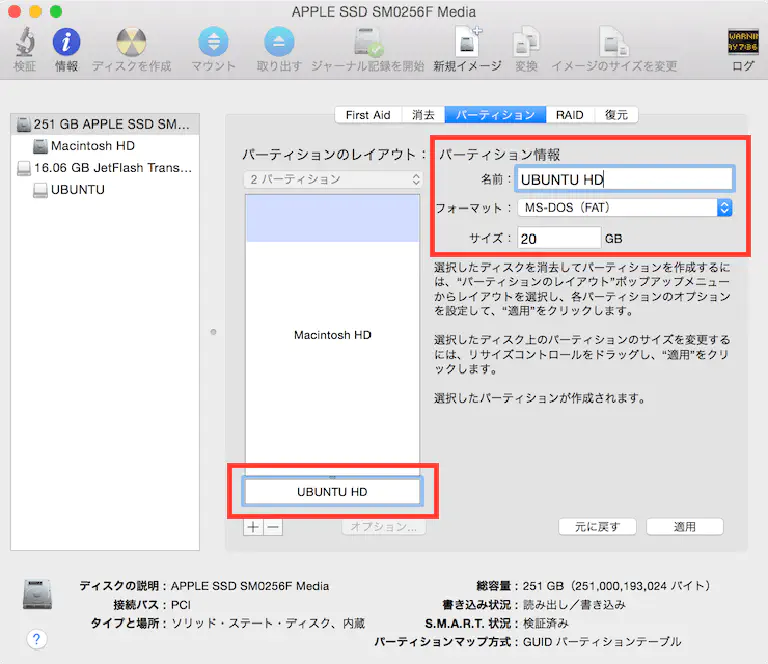 APPLE SSD SM0256F Media
検証
情報
ディスクを作成
マウント
取り出す
ジャーナル記録を開始
新規イメージ
変換
イメージのサイズを変更
WARNIN
AY7:06
ログ
251 GB APPLE SSD SM...
Macintosh HD
16.06 GB JetFlash Trans...
UBUNTU
First Aid
消去
パーティション
RAID
復元
パーティションのレイアウト：
2 パーティション
Macintosh HD
UBUNTU HD
＋ −
オプション...
パーティション情報
名前： UBUNTU HD
フォーマット： MS-DOS（FAT）
サイズ： 20 GB
選択したディスクを消去してパーティションを作成するに
は、“パーティションのレイアウト”ポップアップメニュー
からレイアウトを選択し、各パーティションのオプション
を設定して、“適用”をクリックします。
選択したディスク上のパーティションのサイズを変更する
には、リサイズコントロールをドラッグし、“適用”をクリ
ックします。
選択したパーティションが作成されます。
元に戻す
適用
ディスクの説明：APPLE SSD SM0256F Media
接続バス：PCI
タイプと場所：ソリッド・ステート・ディスク、内蔵
総容量：251 GB（251,000,193,024 バイト）
書き込み状況：読み出し／書き込み
S.M.A.R.T. 状況：検証済み
パーティションマップ方式：GUID パーティションテーブル
?